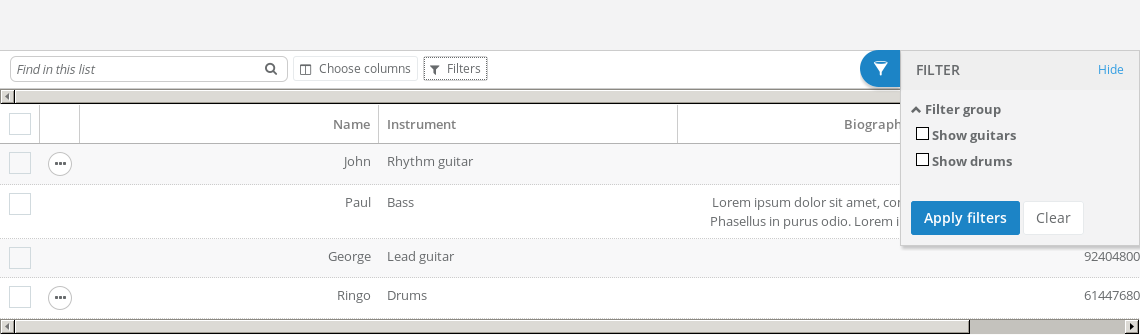 Find in this list
Choose columns
Filters
FILTER
Hide
Filter group
Show guitars
Show drums
Apply filters
Clear
Name
Instrument
John
Rhythm guitar
Paul
Bass
Lorem ipsum dolor sit amet,
Phasellus in purus odio. Lorem
George
Lead guitar
92404800
Ringo
Drums
61447680